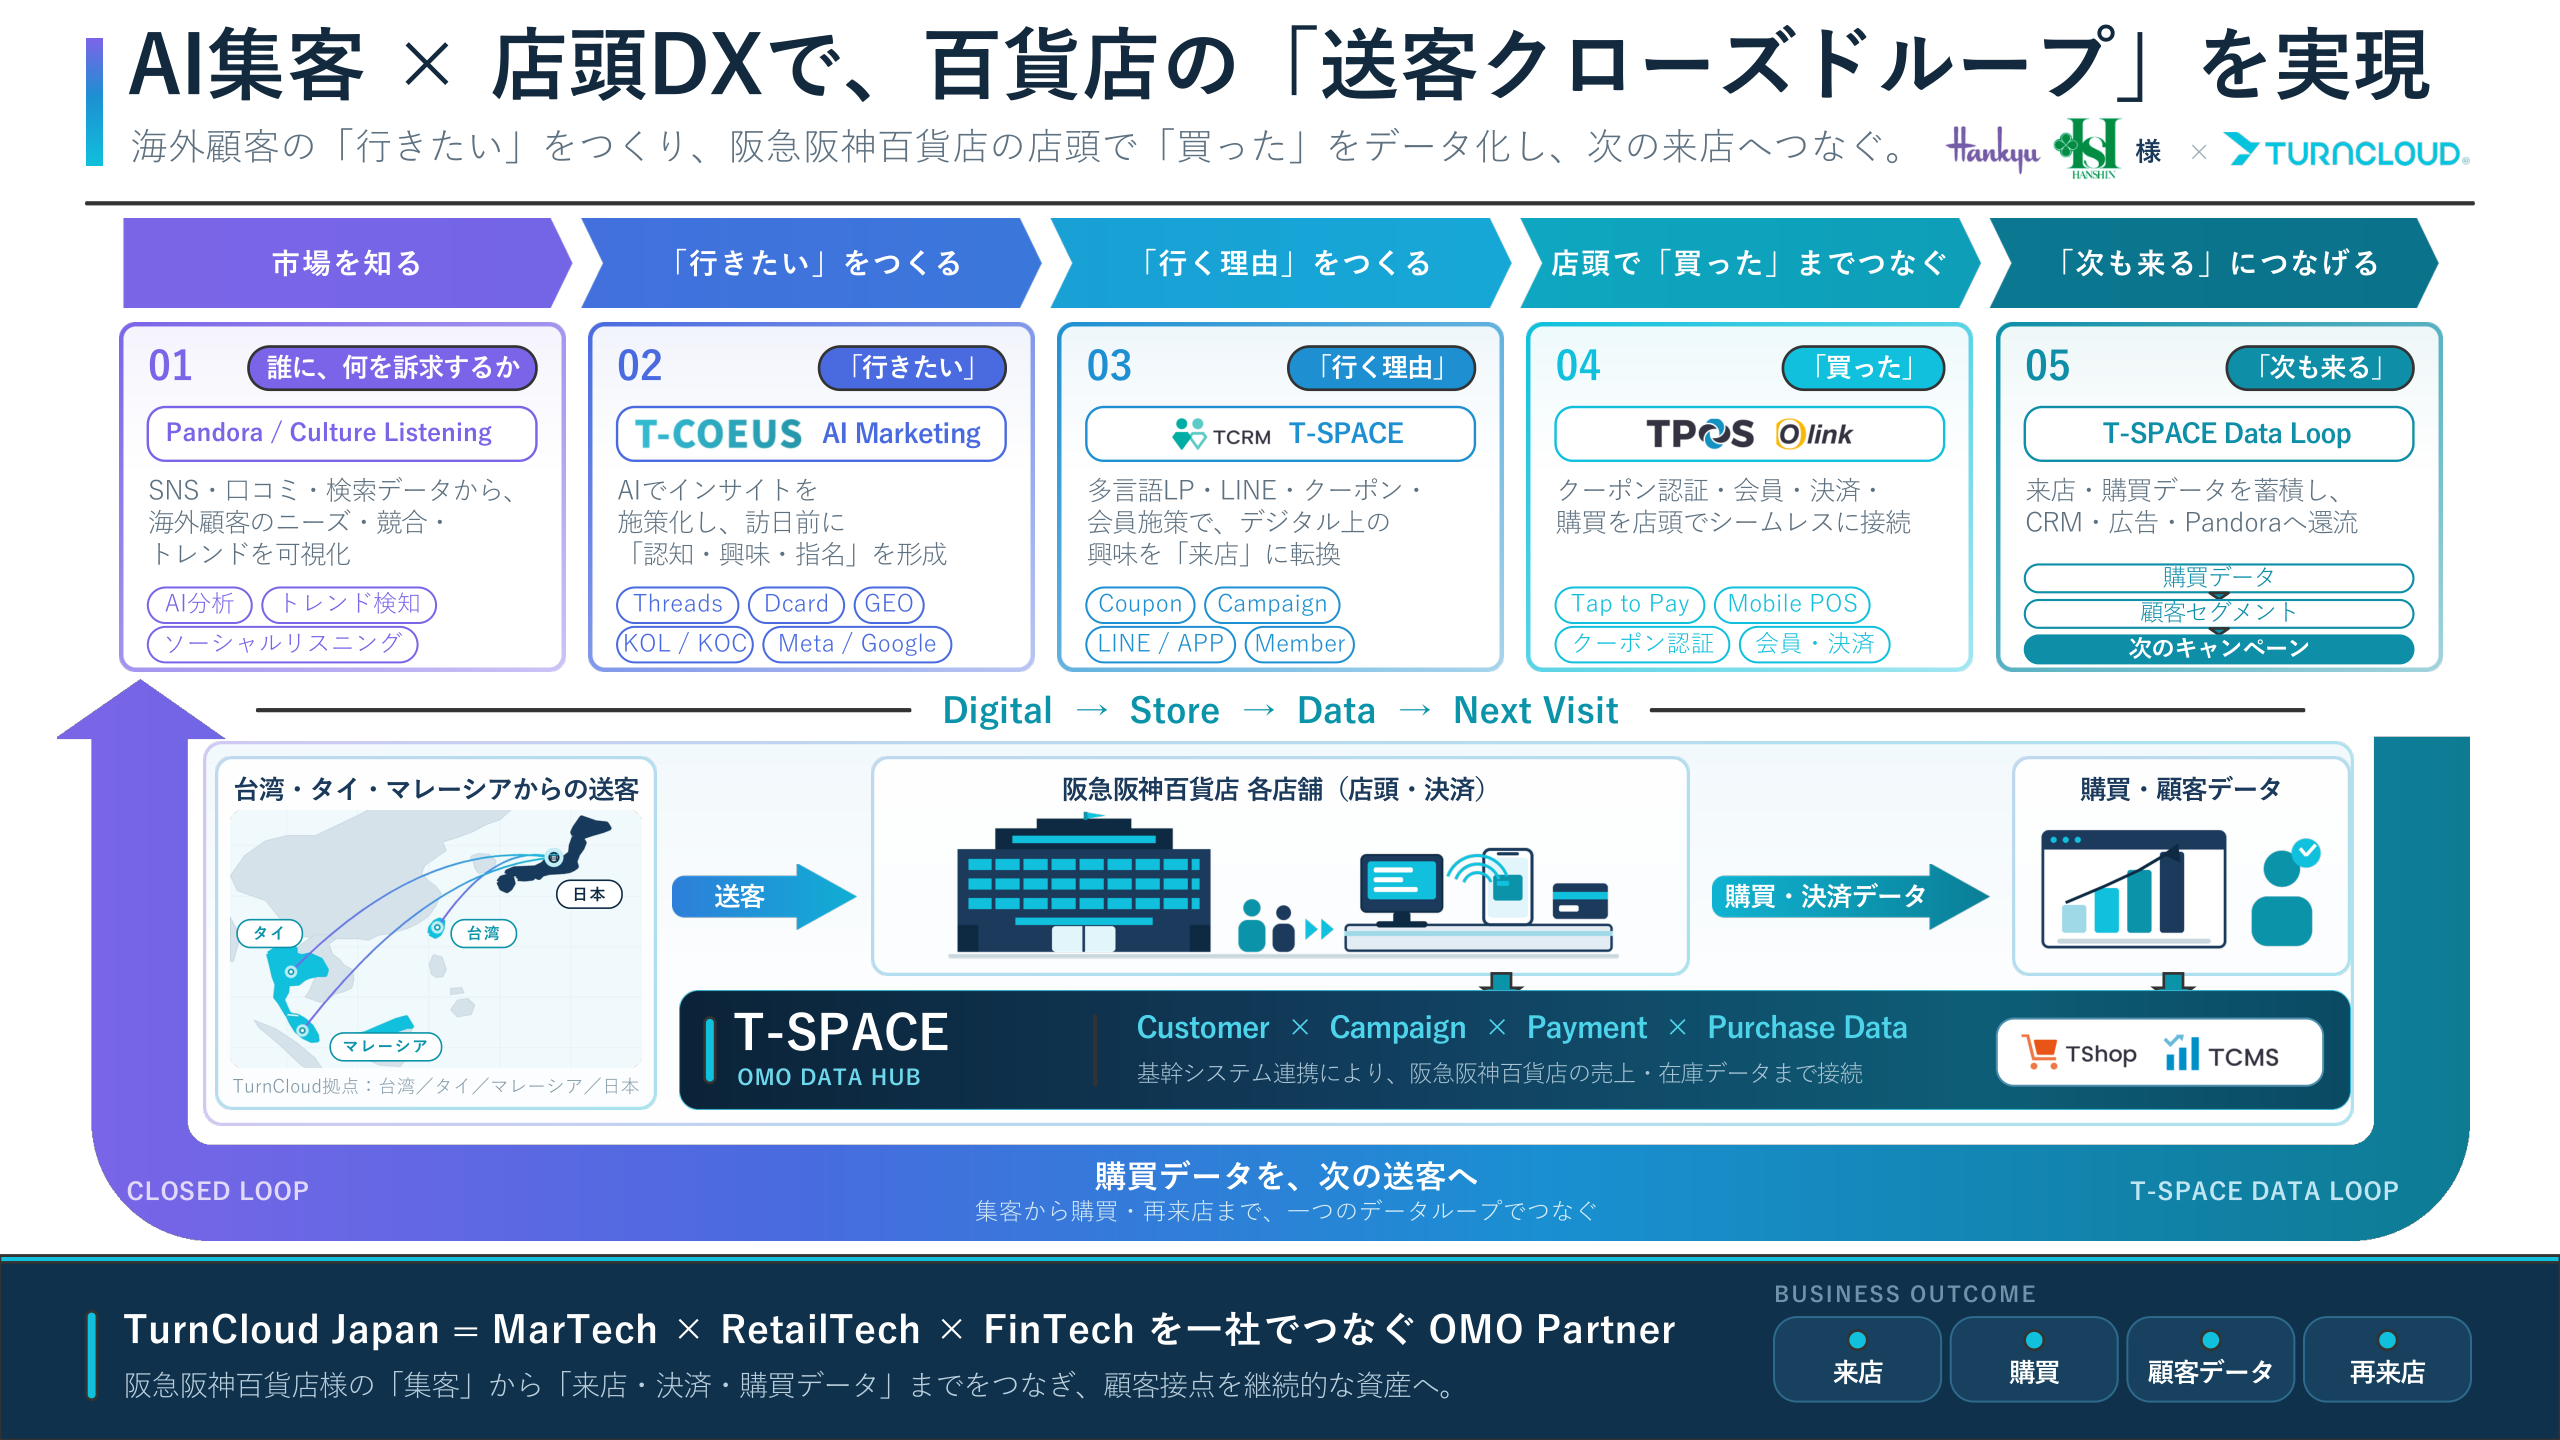 AI集客 × 店頭DXで、百貨店の「送客クローズドループ」を実現
海外顧客の「行きたい」をつくり、阪急阪神百貨店の店頭で「買った」をデータ化し、次の来店へつなぐ。
Hankyu HANSHIN 様 × TURNCLOUD®
市場を知る
「行きたい」をつくる
「行く理由」をつくる
店頭で「買った」までつなぐ
「次も来る」につなげる
01 誰に、何を訴求するか
Pandora / Culture Listening
SNS・口コミ・検索データから、
海外顧客のニーズ・競合・
トレンドを可視化
AI分析 トレンド検知
ソーシャルリスニング
02 「行きたい」
T-COEUS AI Marketing
AIでインサイトを
施策化し、訪日前に
「認知・興味・指名」を形成
Threads Dcard GEO
KOL / KOC Meta / Google
03 「行く理由」
TCRM T-SPACE
多言語LP・LINE・クーポン・
会員施策で、デジタル上の
興味を「来店」に転換
Coupon Campaign
LINE / APP Member
04 「買った」
TPOS Olink
クーポン認証・会員・決済・
購買を店頭でシームレスに接続
Tap to Pay Mobile POS
クーポン認証 会員・決済
05 「次も来る」
T-SPACE Data Loop
来店・購買データを蓄積し、
CRM・広告・Pandoraへ還流
購買データ
顧客セグメント
次のキャンペーン
Digital → Store → Data → Next Visit
台湾・タイ・マレーシアからの送客
日本
タイ
台湾
マレーシア
TurnCloud拠点：台湾／タイ／マレーシア／日本
送客
阪急阪神百貨店 各店舗（店頭・決済）
購買・決済データ
購買・顧客データ
T-SPACE
OMO DATA HUB
Customer × Campaign × Payment × Purchase Data
基幹システム連携により、阪急阪神百貨店の売上・在庫データまで接続
TShop TCMS
CLOSED LOOP
購買データを、次の送客へ
集客から購買・再来店まで、一つのデータループでつなぐ
T-SPACE DATA LOOP
TurnCloud Japan = MarTech × RetailTech × FinTech を一社でつなぐ OMO Partner
阪急阪神百貨店様の「集客」から「来店・決済・購買データ」までをつなぎ、顧客接点を継続的な資産へ。
BUSINESS OUTCOME
来店
購買
顧客データ
再来店